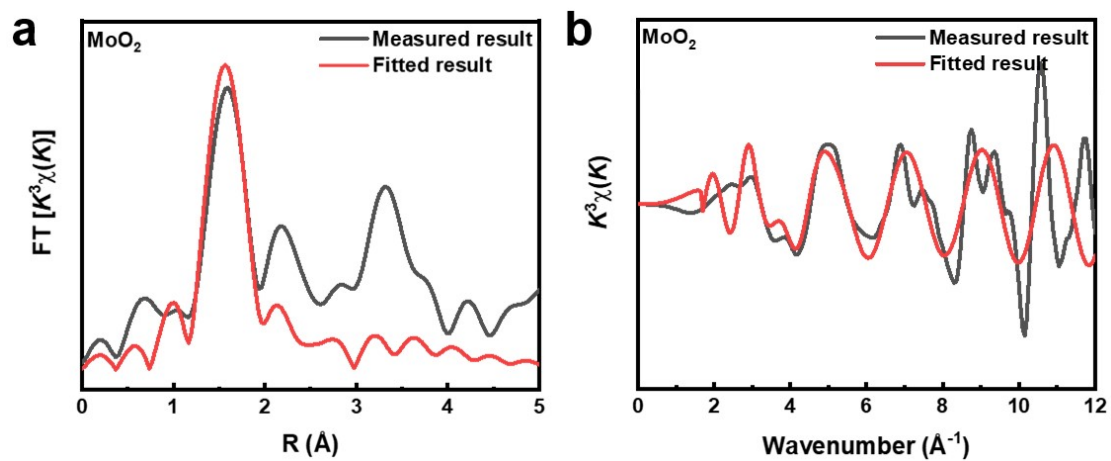 a
MoO₂
Measured result
Fitted result
FT [K³χ(K)]
0 1 2 3 4 5
R (Å)
b
MoO₂
Measured result
Fitted result
K³χ(K)
0 2 4 6 8 10 12
Wavenumber (Å⁻¹)